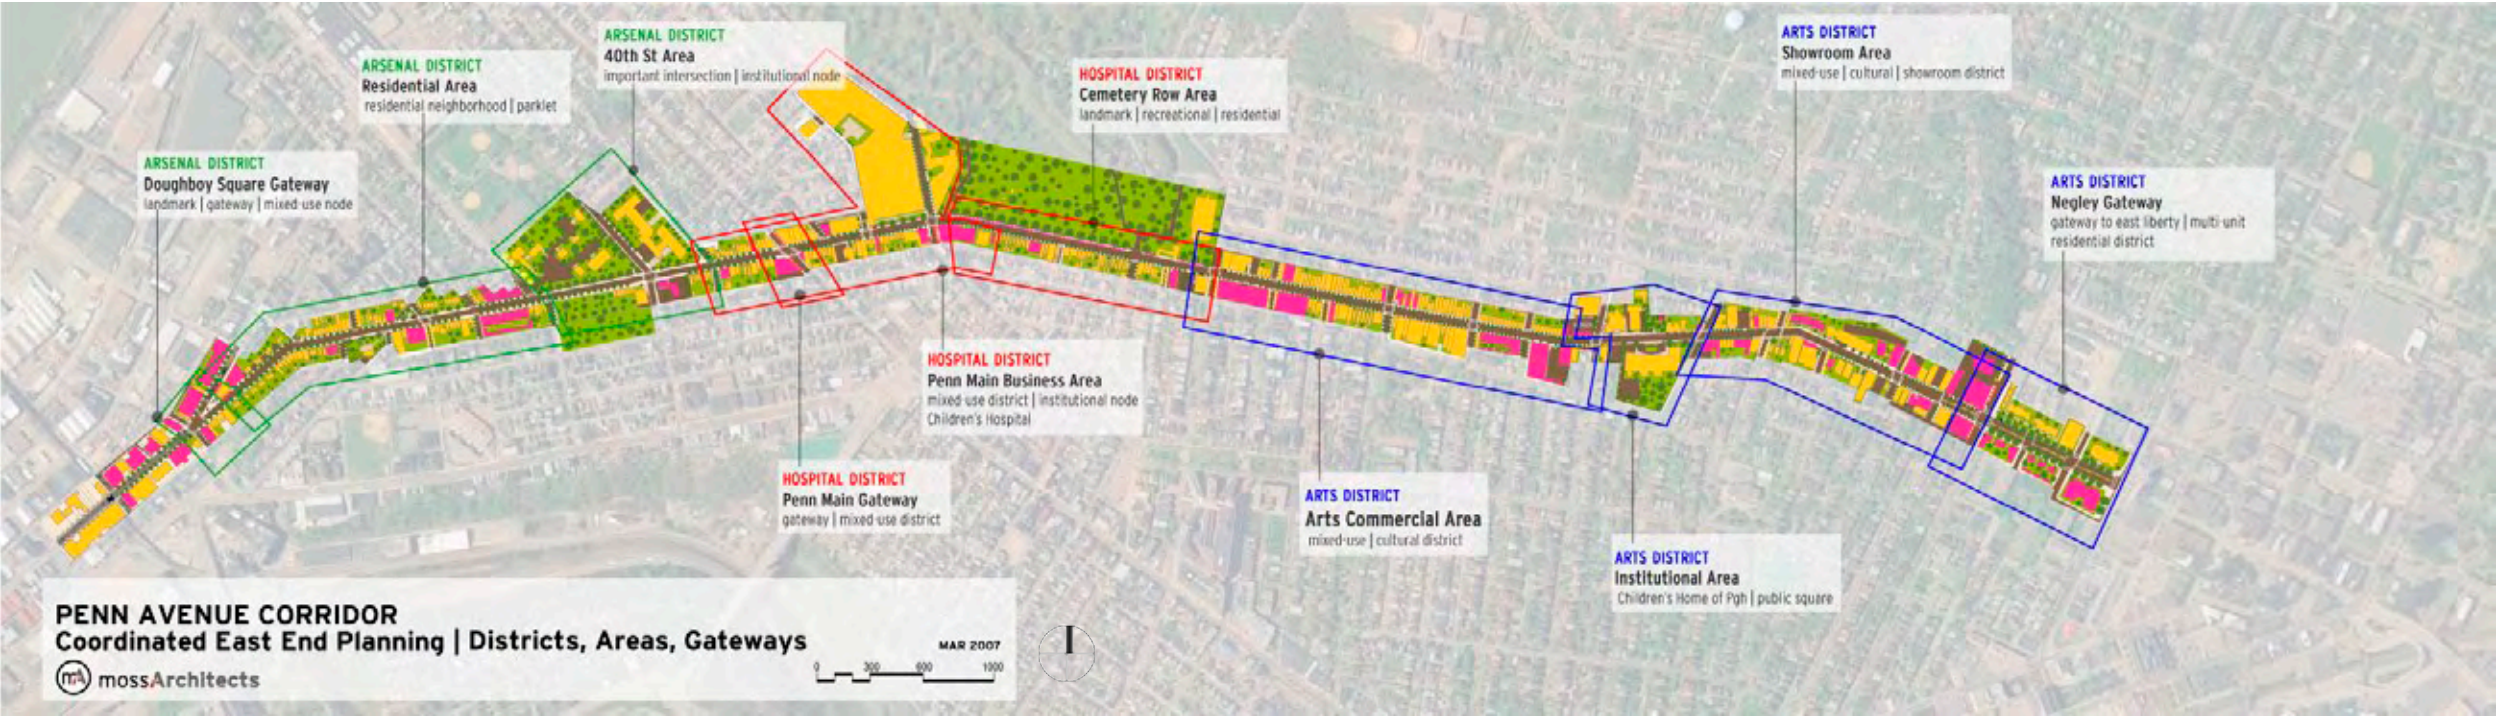 ARSENAL DISTRICT
Doughboy Square Gateway
landmark | gateway | mixed-use node
ARSENAL DISTRICT
Residential Area
residential neighborhood | parklet
ARSENAL DISTRICT
40th St Area
important intersection | institutional node
HOSPITAL DISTRICT
Cemetery Row Area
landmark | recreational | residential
ARTS DISTRICT
Showroom Area
mixed-use | cultural | showroom district
ARTS DISTRICT
Negley Gateway
gateway to east liberty | multi-unit
residential district
HOSPITAL DISTRICT
Penn Main Business Area
mixed use district | institutional node
Children's Hospital
HOSPITAL DISTRICT
Penn Main Gateway
gateway | mixed-use district
ARTS DISTRICT
Arts Commercial Area
mixed-use | cultural district
ARTS DISTRICT
Institutional Area
Children's Home of Pgh | public square
PENN AVENUE CORRIDOR
Coordinated East End Planning | Districts, Areas, Gateways
MAR 2007
mA mossArchitects
0 300 600 1000